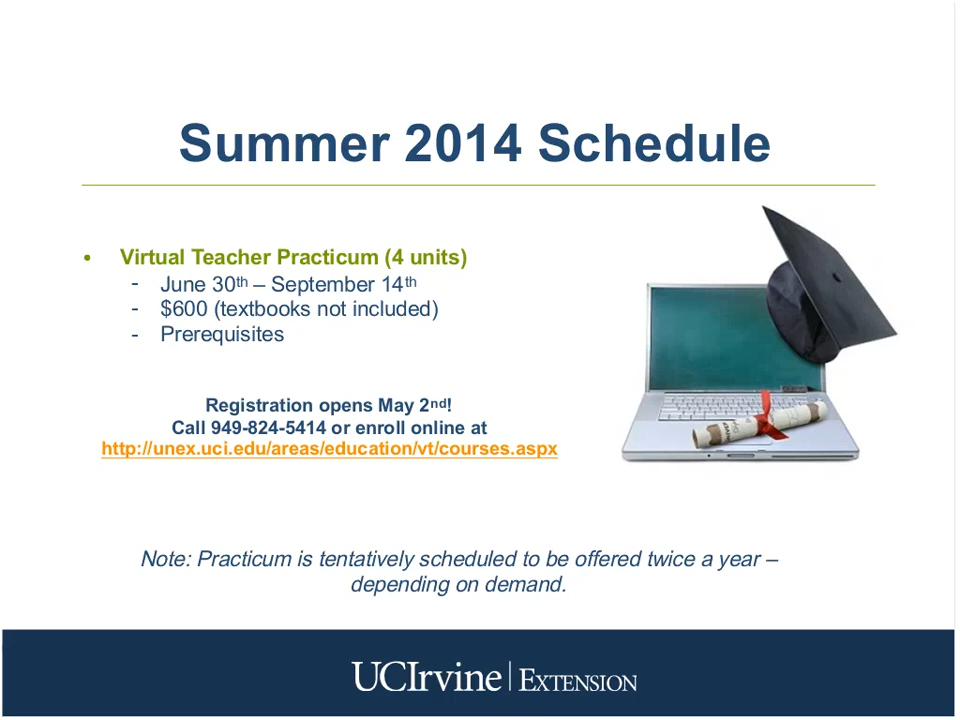 Summer 2014 Schedule
• Virtual Teacher Practicum (4 units)
- June 30th – September 14th
- $600 (textbooks not included)
- Prerequisites
Registration opens May 2nd!
Call 949-824-5414 or enroll online at
http://unex.uci.edu/areas/education/vt/courses.aspx
Note: Practicum is tentatively scheduled to be offered twice a year –
depending on demand.
UCIrvine | EXTENSION